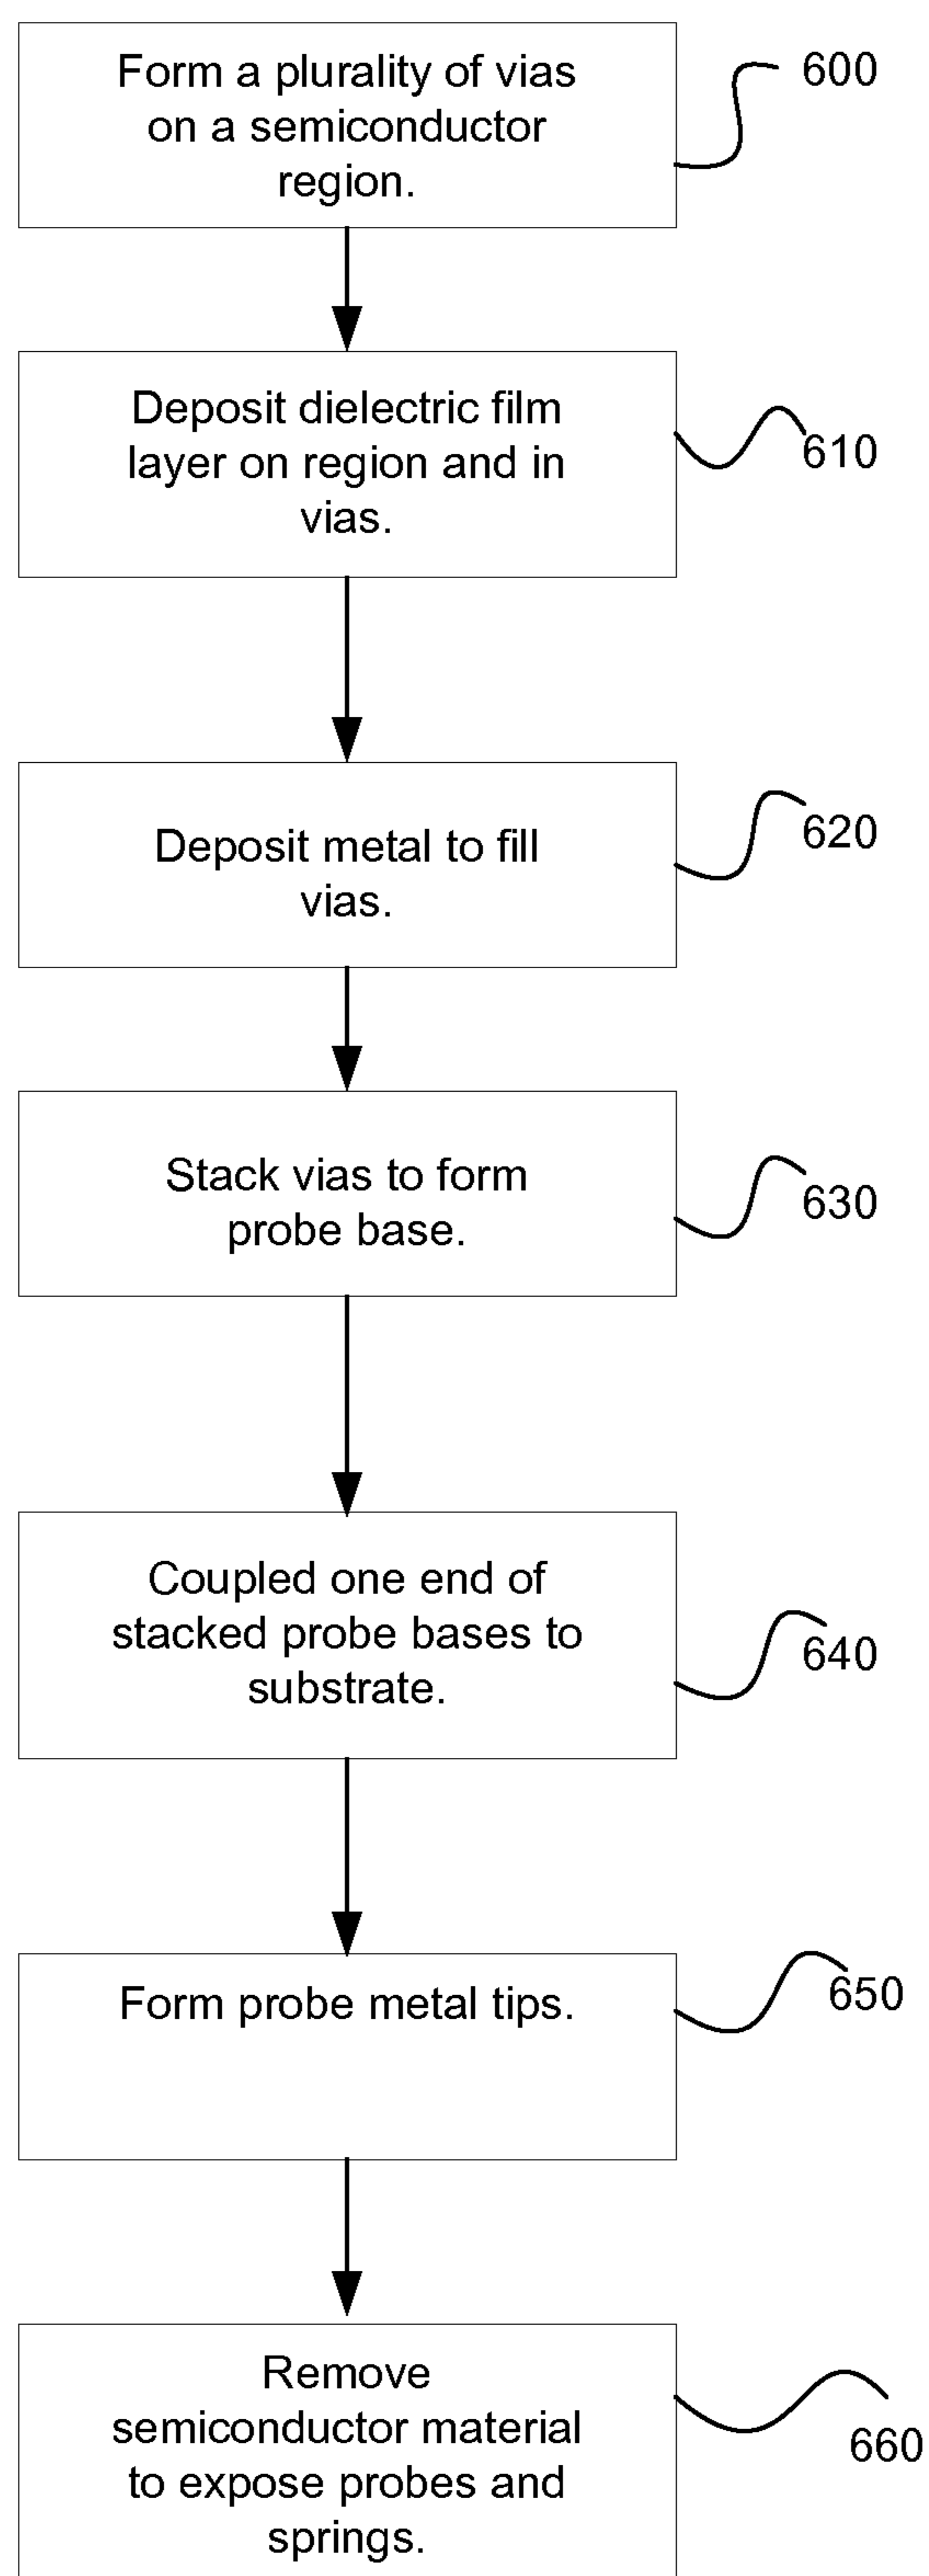 Form a plurality of vias
on a semiconductor
region.
600
Deposit dielectric film
layer on region and in
vias.
610
Deposit metal to fill
vias.
620
Stack vias to form
probe base.
630
Coupled one end of
stacked probe bases to
substrate.
640
Form probe metal tips.
650
Remove
semiconductor material
to expose probes and
springs.
660